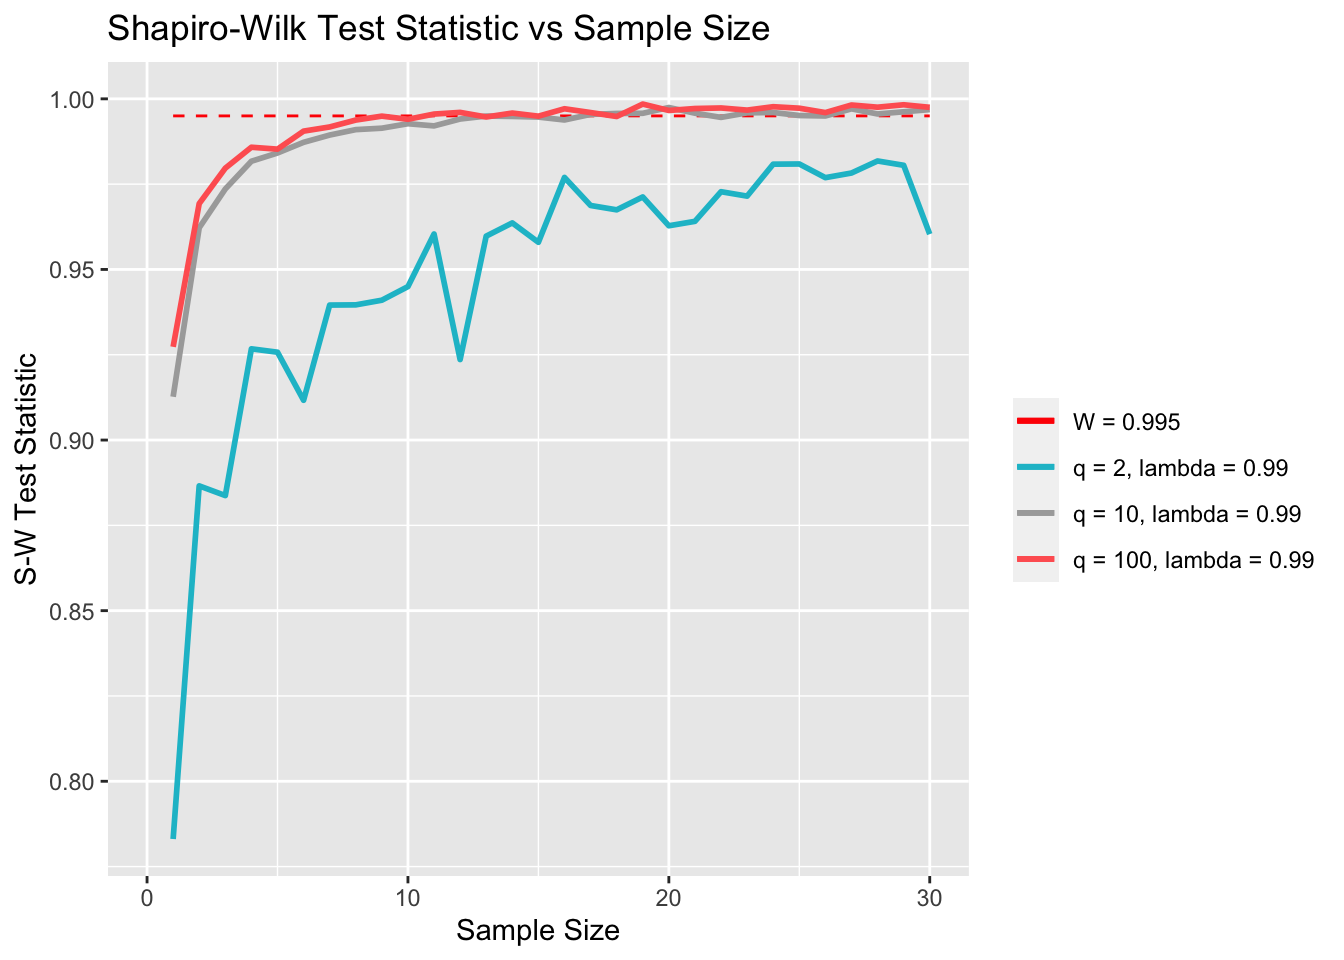 Shapiro-Wilk Test Statistic vs Sample Size
1.00
0.95
0.90
0.85
0.80
S-W Test Statistic
0
10
20
30
Sample Size
W = 0.995
q = 2, lambda = 0.99
q = 10, lambda = 0.99
q = 100, lambda = 0.99